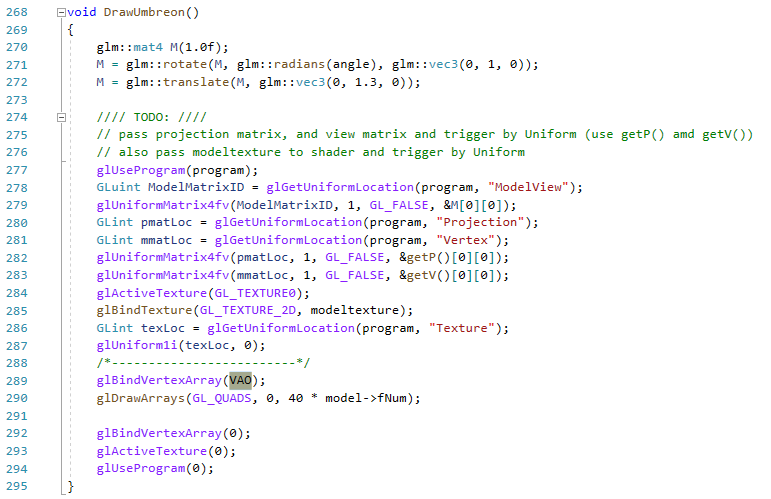 268 void DrawUmbreon()
269 {
270 glm::mat4 M(1.0f);
271 M = glm::rotate(M, glm::radians(angle), glm::vec3(0, 1, 0));
272 M = glm::translate(M, glm::vec3(0, 1.3, 0));
273
274 //// TODO: ////
275 // pass projection matrix, and view matrix and trigger by Uniform (use getP() amd getV())
276 // also pass modeltexture to shader and trigger by Uniform
277 glUseProgram(program);
278 GLuint ModelMatrixID = glGetUniformLocation(program, "ModelView");
279 glUniformMatrix4fv(ModelMatrixID, 1, GL_FALSE, &M[0][0]);
280 GLint pmatLoc = glGetUniformLocation(program, "Projection");
281 GLint mmatLoc = glGetUniformLocation(program, "Vertex");
282 glUniformMatrix4fv(pmatLoc, 1, GL_FALSE, &getP()[0][0]);
283 glUniformMatrix4fv(mmatLoc, 1, GL_FALSE, &getV()[0][0]);
284 glActiveTexture(GL_TEXTURE0);
285 glBindTexture(GL_TEXTURE_2D, modeltexture);
286 GLint texLoc = glGetUniformLocation(program, "Texture");
287 glUniform1i(texLoc, 0);
288 /*-------------------------*/
289 glBindVertexArray(VAO);
290 glDrawArrays(GL_QUADS, 0, 40 * model->fNum);
291
292 glBindVertexArray(0);
293 glActiveTexture(0);
294 glUseProgram(0);
295 }